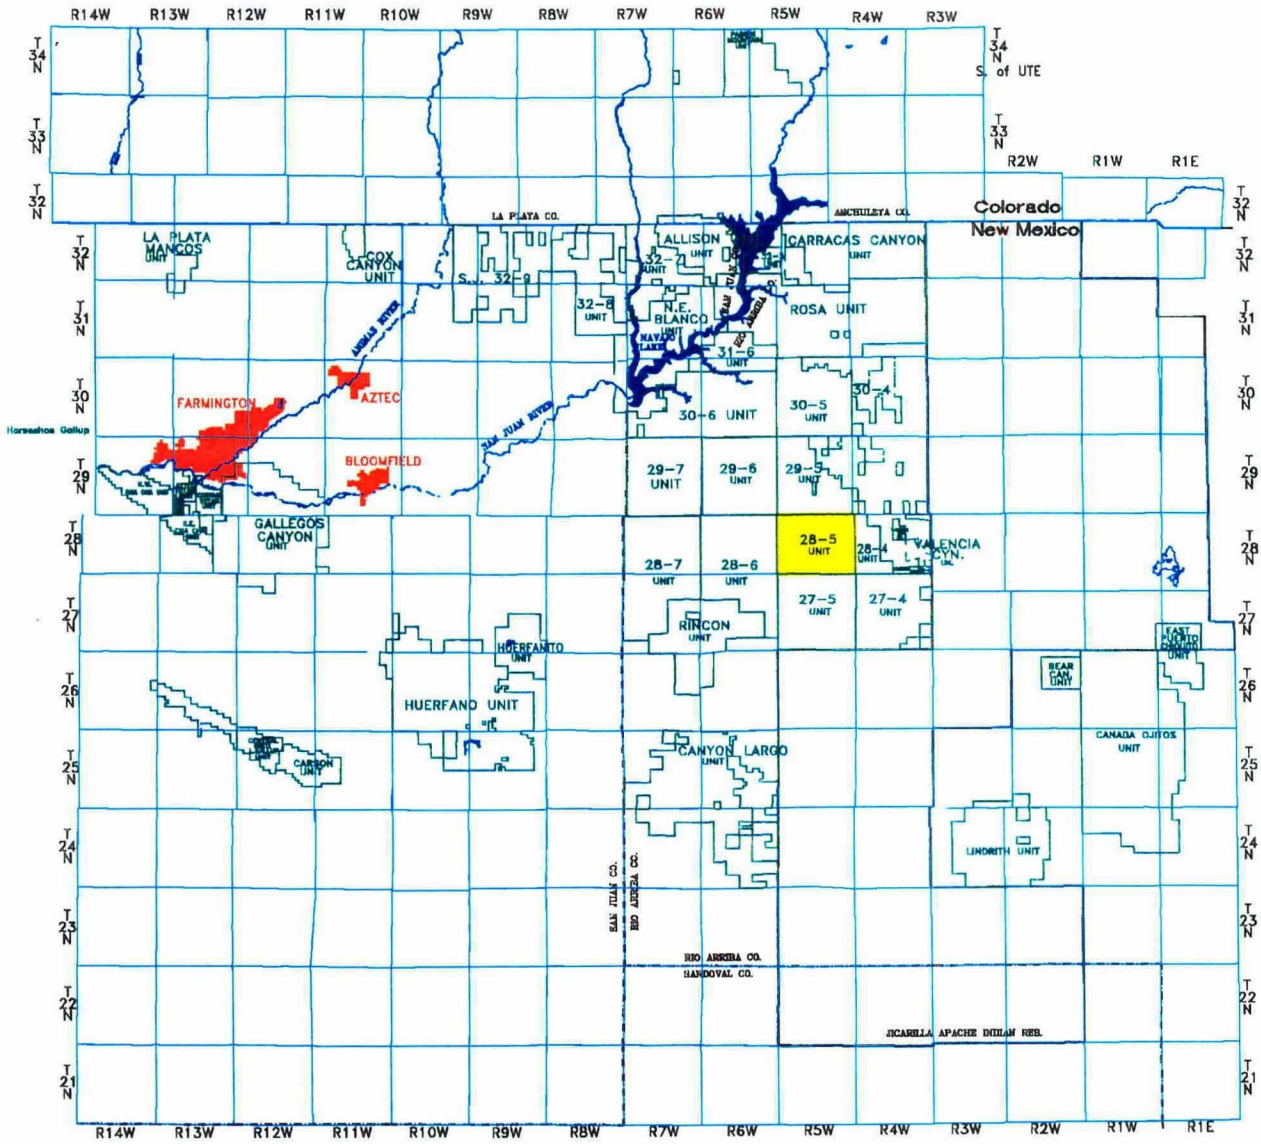 R14W R13W R12W R11W R10W R9W R8W R7W R6W R5W R4W R3W
T
34
N
T
34
N
S. of UTE
T
33
N
T
33
N
R2W R1W R1E
T
32
N
T
32
N
LA PLATA CO.
ARCHULETA CO.
Colorado
New Mexico
T
32
N
LA PLATA
MANCOS
UNIT
COX
CANYON
UNIT
32-9
32-7
UNIT
ALLISON
UNIT
CARRACAS CANYON
UNIT
T
32
N
SAN JUAN CO.
RIO ARRIBA CO.
T
31
N
ANIMAS RIVER
32-8
UNIT
N.E.
BLANCO
UNIT
NAVAJO
LAKE
ROSA UNIT
31-6
UNIT
T
31
N
T
30
N
FARMINGTON
AZTEC
SAN JUAN RIVER
30-6 UNIT
30-5
UNIT
30-4
T
30
N
Horseshoe Gallup
T
29
N
BLOOMFIELD
29-7
UNIT
29-6
UNIT
29-5
UNIT
T
29
N
T
28
N
GALLEGOS
CANYON
UNIT
28-7
UNIT
28-6
UNIT
28-5
UNIT
28-4
UNIT
VALENCIA
CYN.
UN.
T
28
N
T
27
N
HUERFANITO
UNIT
RINCON
UNIT
27-5
UNIT
27-4
UNIT
EAST
PUERTO
CHIQUITO
UNIT
T
27
N
T
26
N
HUERFANO UNIT
BEAR
CAN.
UNIT
T
26
N
T
25
N
CARSON
UNIT
CANYON LARGO
UNIT
CANADA OJITOS
UNIT
T
25
N
T
24
N
LINDRITH UNIT
T
24
N
SAN JUAN CO.
RIO ARRIBA CO.
T
23
N
T
23
N
RIO ARRIBA CO.
SANDOVAL CO.
T
22
N
JICARILLA APACHE INDIAN RES.
T
22
N
T
21
N
T
21
N
R14W R13W R12W R11W R10W R9W R8W R7W R6W R5W R4W R3W R2W R1W R1E